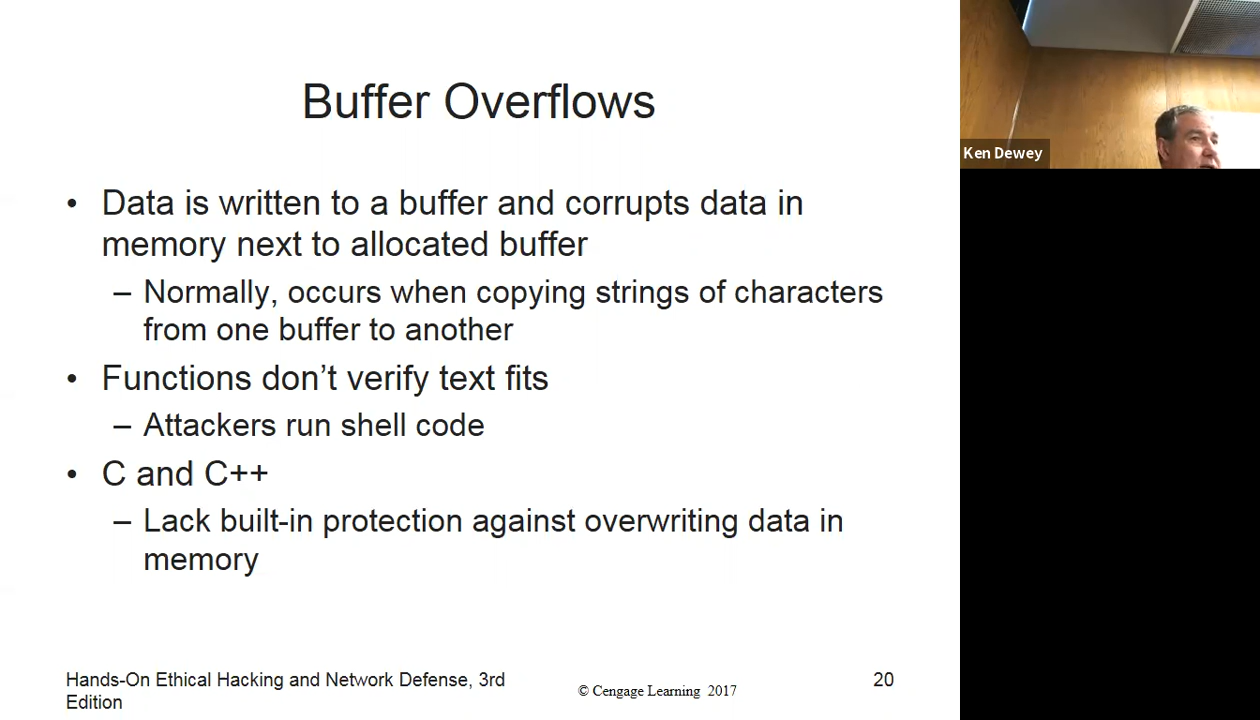 Buffer Overflows
• Data is written to a buffer and corrupts data in
memory next to allocated buffer
– Normally, occurs when copying strings of characters
from one buffer to another
• Functions don’t verify text fits
– Attackers run shell code
• C and C++
– Lack built-in protection against overwriting data in
memory
Hands-On Ethical Hacking and Network Defense, 3rd
Edition
© Cengage Learning 2017
20
Ken Dewey